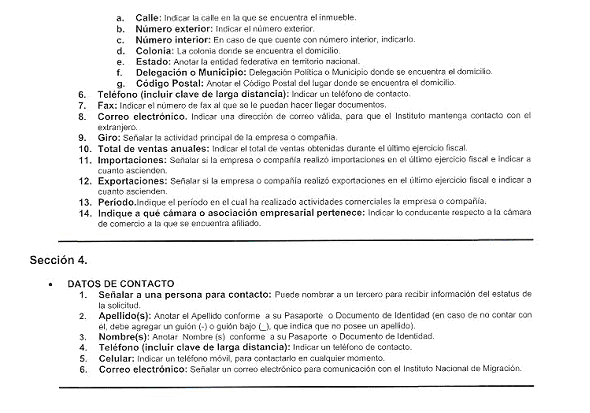 a. Calle: Indicar la calle en la que se encuentra el inmueble.
b. Número exterior: Indicar el número exterior.
c. Número interior: En caso de que cuente con número interior, indicarlo.
d. Colonia: La colonia donde se encuentra el domicilio.
e. Estado: Anotar la entidad federativa en territorio nacional.
f. Delegación o Municipio: Delegación Política o Municipio donde se encuentra el domicilio.
g. Código Postal: Anotar el Código Postal del lugar donde se encuentra el domicilio.
6. Teléfono (incluir clave de larga distancia): Indicar un teléfono de contacto.
7. Fax: Indicar el número de fax al que se le puedan hacer llegar documentos.
8. Correo electrónico. Indicar una dirección de correo válida, para que el Instituto mantenga contacto con el
extranjero.
9. Giro: Señalar la actividad principal de la empresa o compañía.
10. Total de ventas anuales: Indicar el total de ventas obtenidas durante el último ejercicio fiscal.
11. Importaciones: Señalar si la empresa o compañía realizó importaciones en el último ejercicio fiscal e indicar a
cuanto ascienden.
12. Exportaciones: Señalar si la empresa o compañía realizó exportaciones en el último ejercicio fiscal e indicar a
cuanto ascienden.
13. Período.Indique el período en el cual ha realizado actividades comerciales la empresa o compañía.
14. Indique a qué cámara o asociación empresarial pertenece: Indicar lo conducente respecto a la cámara
de comercio a la que se encuentra afiliado.
Sección 4.
• DATOS DE CONTACTO
1. Señalar a una persona para contacto: Puede nombrar a un tercero para recibir información del estatus de
la solicitud.
2. Apellido(s): Anotar el Apellido conforme a su Pasaporte o Documento de Identidad (en caso de no contar con
él, debe agregar un guión (-) o guión bajo (_), que indica que no posee un apellido).
3. Nombre(s): Anotar Nombre (s) conforme a su Pasaporte o Documento de Identidad.
4. Teléfono (incluir clave de larga distancia): Indicar un teléfono de contacto.
5. Celular: Indicar un teléfono móvil, para contactarlo en cualquier momento.
6. Correo electrónico: Señalar un correo electrónico para comunicación con el Instituto Nacional de Migración.